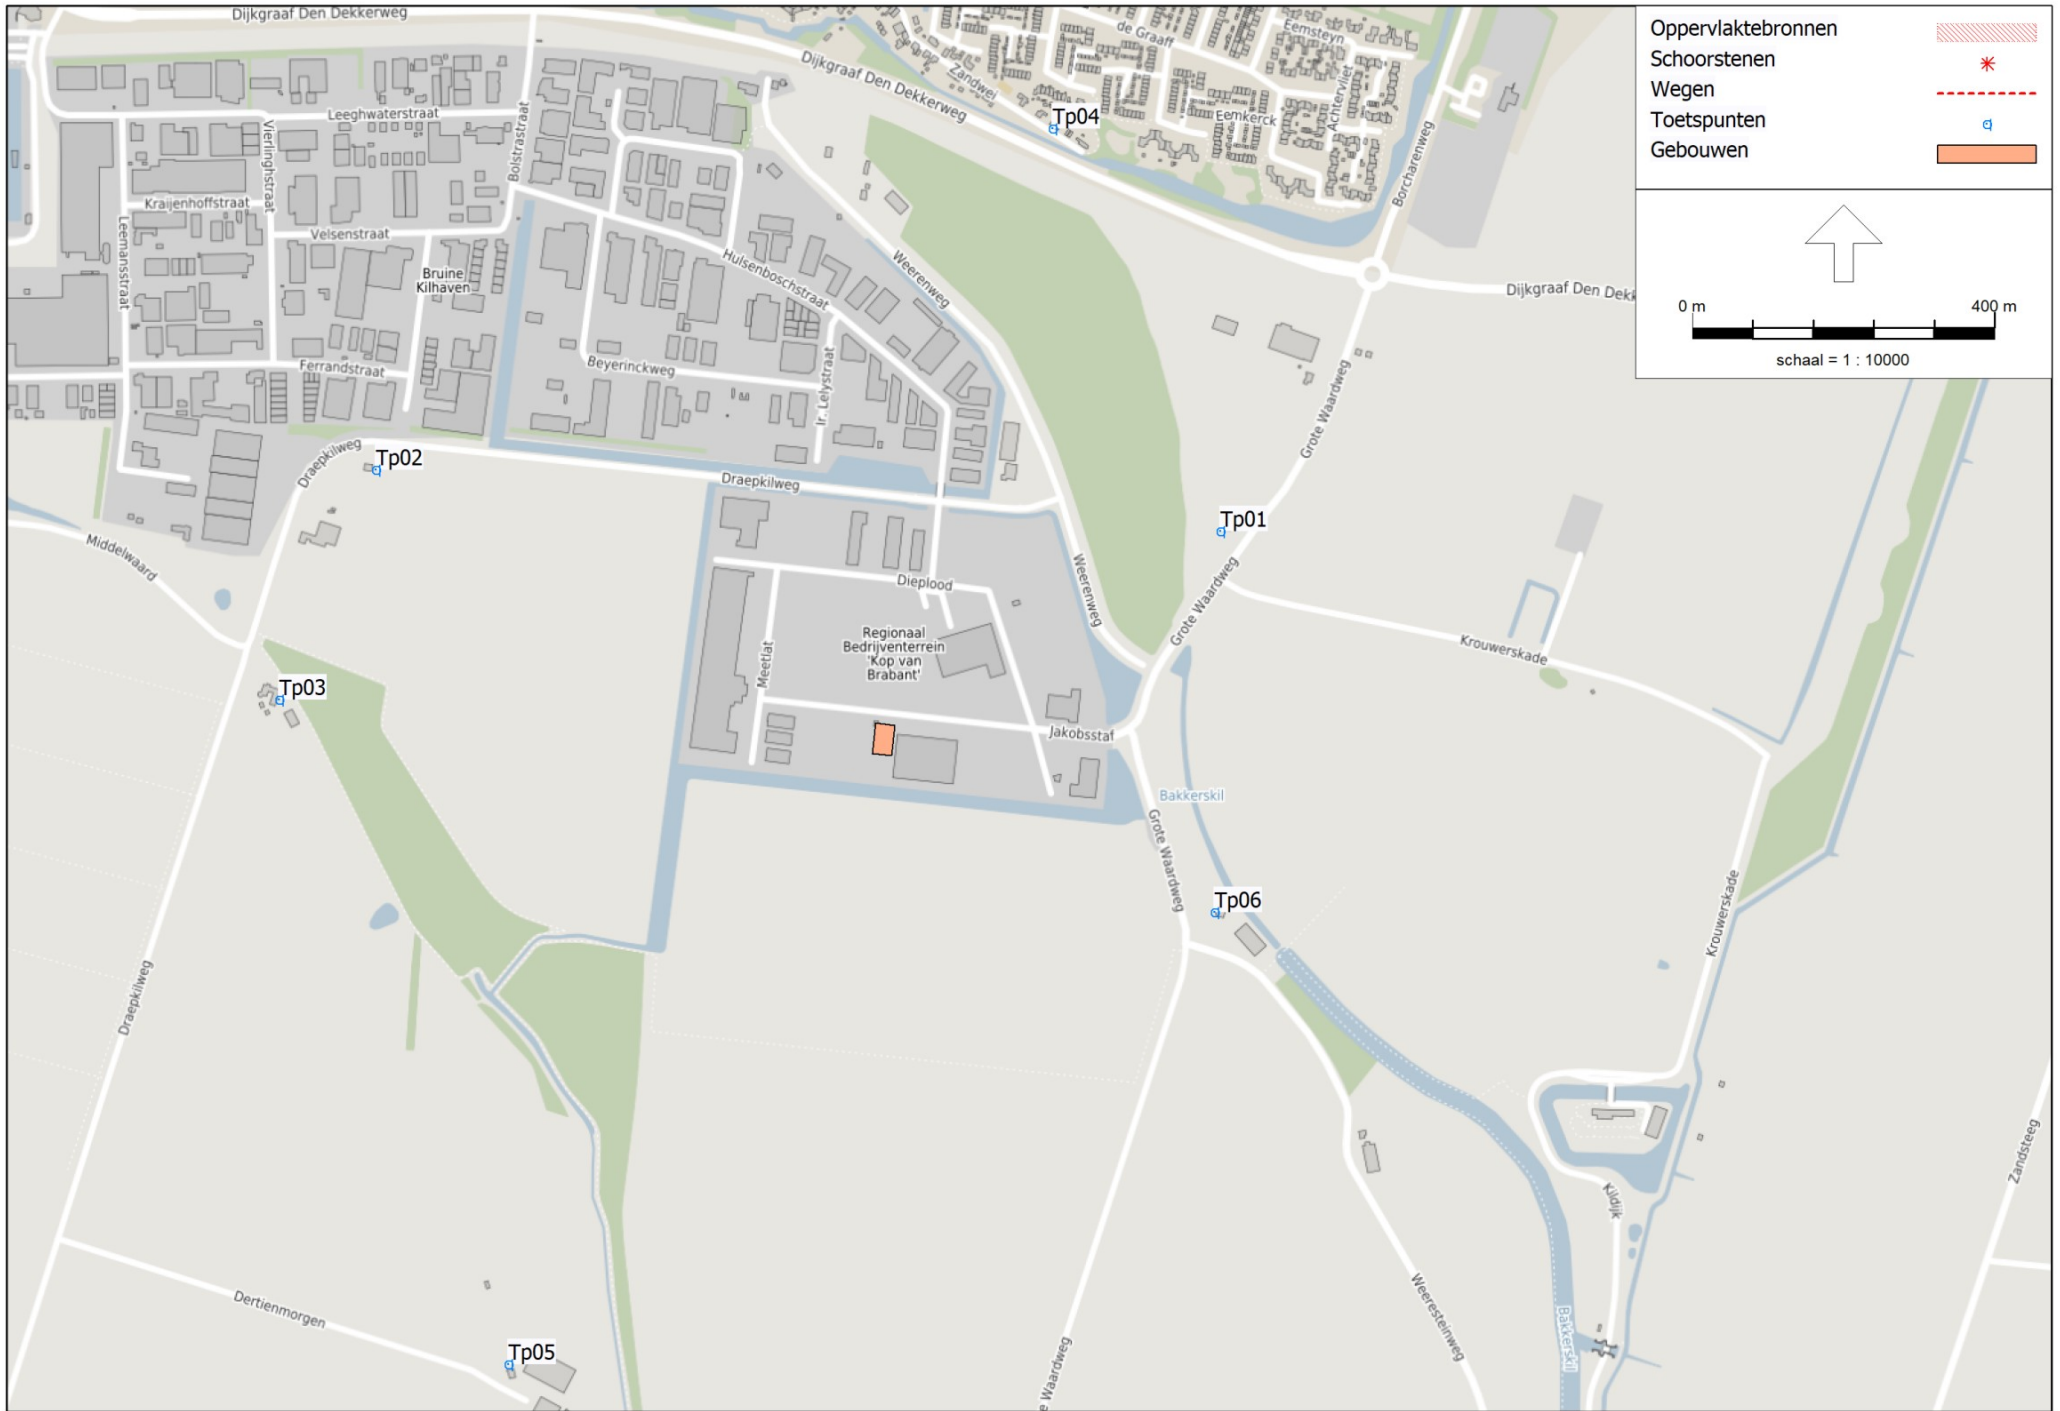 Dijkgraaf Den Dekkerweg
de Graaff
Eemsteyn
Zandwei
Achtervliet
Dijkgraaf Den Dekkerweg
Eemkerck
Tp04
Borcharenweg
Leeghwaterstraat
Vierlinghstraat
Bolstrastraat
Kraijenhoffstraat
Leemansstraat
Velsenstraat
Bruine
Kilhaven
Hulsenboschstraat
Weerenweg
Dijkgraaf Den Dekk
Ferrandstraat
Beyerinckweg
Ir. Lelystraat
Grote Waardweg
Draepkilweg
Tp02
Draepkilweg
Tp01
Middelwaard
Weerenweg
Dieplood
Grote Waardweg
Krouwerskade
Regionaal
Bedrijventerrein
'Kop van
Brabant'
Meetlat
Tp03
Jakobsstaf
Bakkerskil
Grote Waardweg
Tp06
Krouwerskade
Draepkilweg
Zandsteeg
Kildijk
Dertienmorgen
Weeresteinweg
Bakkerskil
Tp05
e Waardweg
Oppervlaktebronnen
Schoorstenen
Wegen
Toetspunten
Gebouwen
0 m 400 m
schaal = 1 : 10000